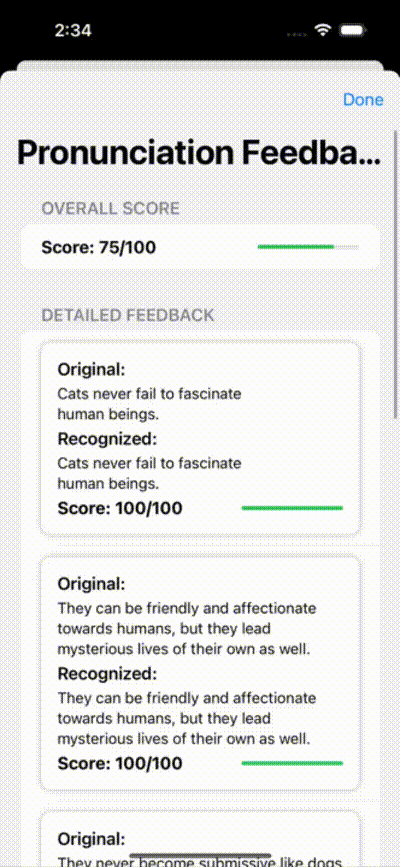 2:34
Done
Pronunciation Feedba...
OVERALL SCORE
Score: 75/100
DETAILED FEEDBACK
Original:
Cats never fail to fascinate
human beings.
Recognized:
Cats never fail to fascinate
human beings.
Score: 100/100
Original:
They can be friendly and affectionate
towards humans, but they lead
mysterious lives of their own as well.
Recognized:
They can be friendly and affectionate
towards humans, but they lead
mysterious lives of their own as well.
Score: 100/100
Original:
They never become submissive like dogs